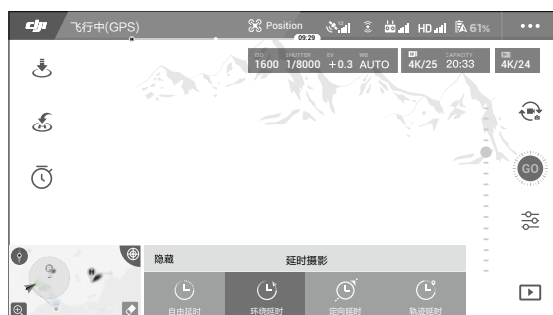 dji 飞行中(GPS) Position 12 HD 61%
09:29
ISO SHUTTER EV WB CAPACITY
1600 1/8000 +0.3 AUTO 4K/25 20:33 4K/24
H
GO
隐藏 延时摄影
自由延时 环绕延时 定向延时 轨迹延时